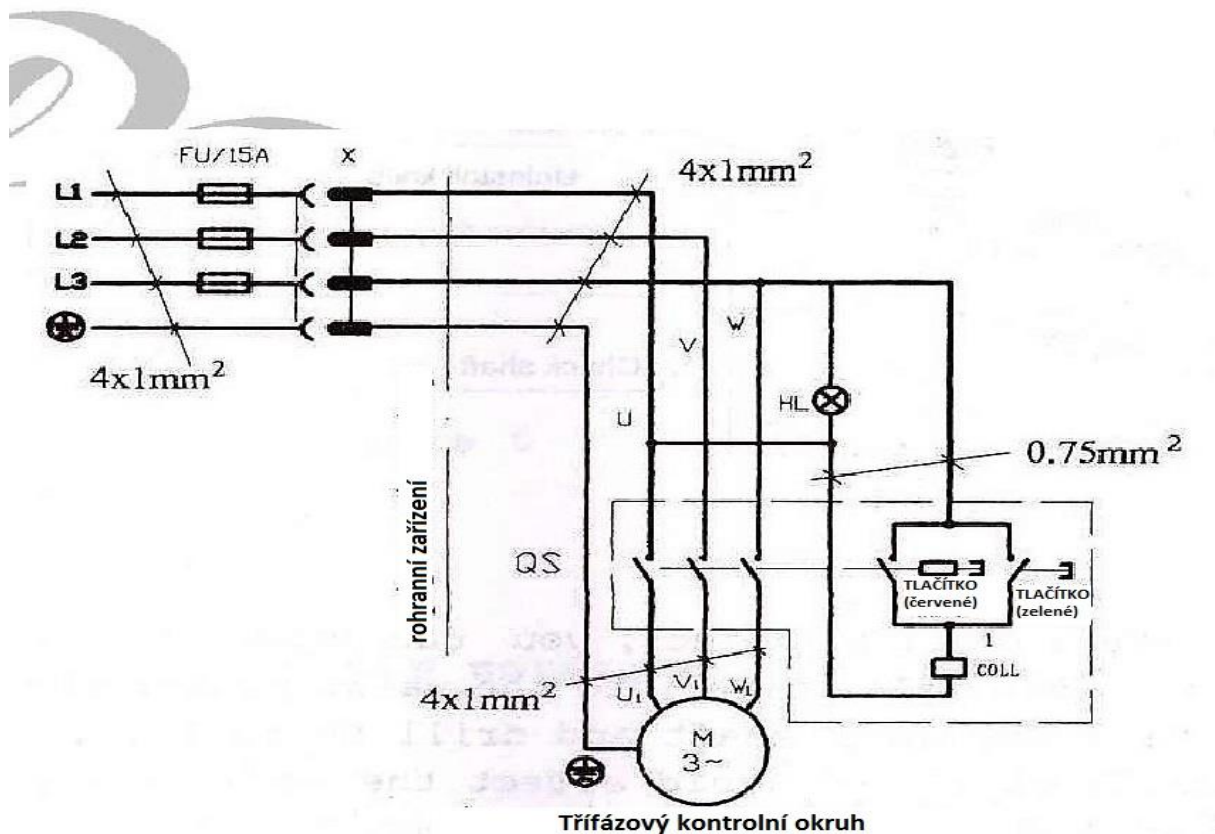 FU/15A X
4x1mm²
L1
L2
L3
4x1mm²
U V W
HL
0.75mm²
rohranní zařízení
QS
TLAČÍTKO
(červené)
TLAČÍTKO
(zelené)
1
COLL
4x1mm²
U₁ V₁ W₁
M
3~
Třífázový kontrolní okruh